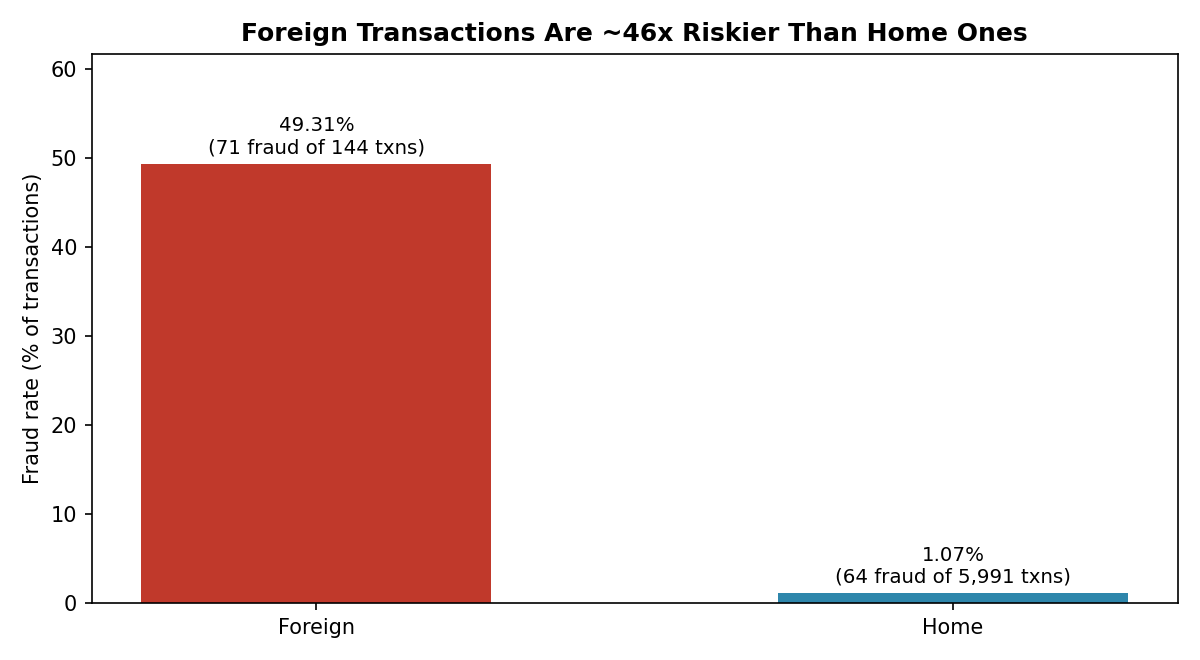 Foreign Transactions Are ~46x Riskier Than Home Ones
Fraud rate (% of transactions)
60
50
40
30
20
10
0
49.31%
(71 fraud of 144 txns)
1.07%
(64 fraud of 5,991 txns)
Foreign
Home